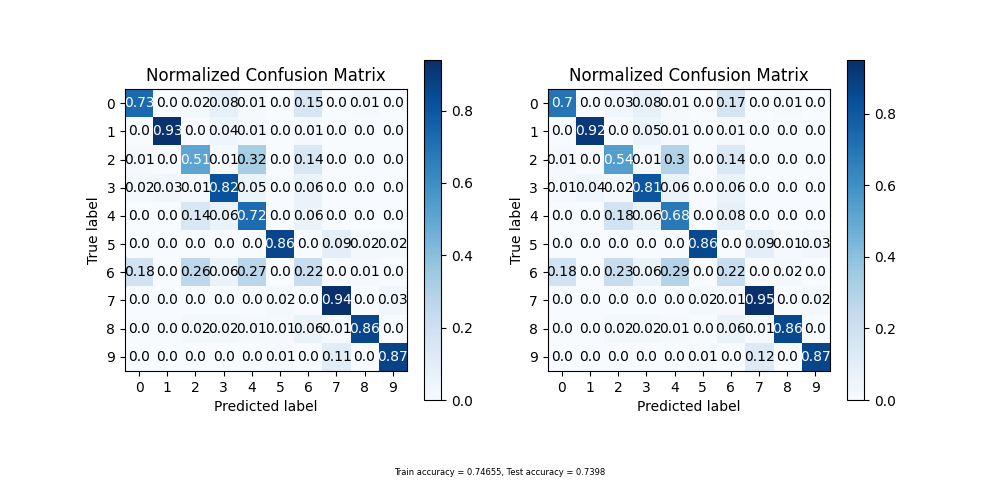 Normalized Confusion Matrix
0 0.73 0.0 0.02 0.08 0.01 0.0 0.15 0.0 0.01 0.0
1 0.0 0.93 0.0 0.04 0.01 0.0 0.01 0.0 0.0 0.0
2 0.01 0.0 0.51 0.01 0.32 0.0 0.14 0.0 0.0 0.0
3 0.02 0.03 0.01 0.82 0.05 0.0 0.06 0.0 0.0 0.0
4 0.0 0.0 0.14 0.06 0.72 0.0 0.06 0.0 0.0 0.0
5 0.0 0.0 0.0 0.0 0.0 0.86 0.0 0.09 0.02 0.02
6 0.18 0.0 0.26 0.06 0.27 0.0 0.22 0.0 0.01 0.0
7 0.0 0.0 0.0 0.0 0.0 0.02 0.0 0.94 0.0 0.03
8 0.0 0.0 0.02 0.02 0.01 0.01 0.06 0.01 0.86 0.0
9 0.0 0.0 0.0 0.0 0.0 0.01 0.0 0.11 0.0 0.87
0 1 2 3 4 5 6 7 8 9
True label
Predicted label
0.8
0.6
0.4
0.2
0.0
Normalized Confusion Matrix
0 0.7 0.0 0.03 0.08 0.01 0.0 0.17 0.0 0.01 0.0
1 0.0 0.92 0.0 0.05 0.01 0.0 0.01 0.0 0.0 0.0
2 0.01 0.0 0.54 0.01 0.3 0.0 0.14 0.0 0.0 0.0
3 0.01 0.04 0.02 0.81 0.06 0.0 0.06 0.0 0.0 0.0
4 0.0 0.0 0.18 0.06 0.68 0.0 0.08 0.0 0.0 0.0
5 0.0 0.0 0.0 0.0 0.0 0.86 0.0 0.09 0.01 0.03
6 0.18 0.0 0.23 0.06 0.29 0.0 0.22 0.0 0.02 0.0
7 0.0 0.0 0.0 0.0 0.0 0.02 0.01 0.95 0.0 0.02
8 0.0 0.0 0.02 0.02 0.01 0.0 0.06 0.01 0.86 0.0
9 0.0 0.0 0.0 0.0 0.0 0.01 0.0 0.12 0.0 0.87
0 1 2 3 4 5 6 7 8 9
True label
Predicted label
0.8
0.6
0.4
0.2
0.0
Train accuracy = 0.74655, Test accuracy = 0.7398